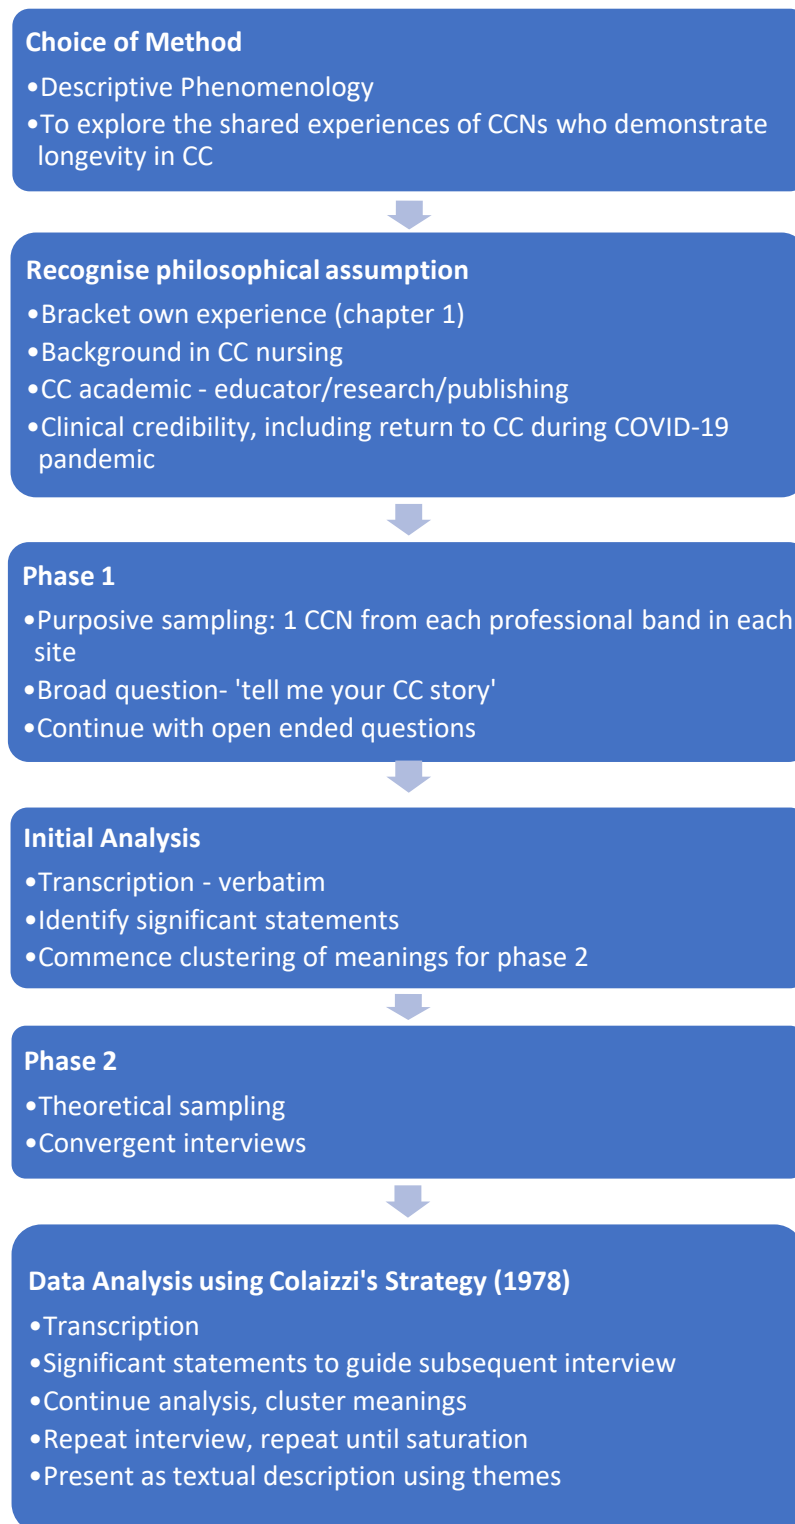 Choice of Method
•Descriptive Phenomenology
•To explore the shared experiences of CCNs who demonstrate
longevity in CC
Recognise philosophical assumption
•Bracket own experience (chapter 1)
•Background in CC nursing
•CC academic - educator/research/publishing
•Clinical credibility, including return to CC during COVID-19
pandemic
Phase 1
•Purposive sampling: 1 CCN from each professional band in each
site
•Broad question- 'tell me your CC story'
•Continue with open ended questions
Initial Analysis
•Transcription - verbatim
•Identify significant statements
•Commence clustering of meanings for phase 2
Phase 2
•Theoretical sampling
•Convergent interviews
Data Analysis using Colaizzi's Strategy (1978)
•Transcription
•Significant statements to guide subsequent interview
•Continue analysis, cluster meanings
•Repeat interview, repeat until saturation
•Present as textual description using themes